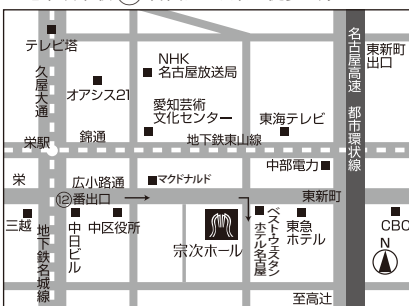 テレビ塔
久屋大通
オアシス21
NHK
名古屋放送局
愛知芸術
文化センター
東海テレビ
名古屋高速 都市環状線
東新町
出口
栄駅
錦通
地下鉄東山線
中部電力
栄
広小路通
マクドナルド
東新町
⑫番出口
三越
地下鉄名城線
中日ビル
中区役所
宗次ホール
ベスト・ウェスタン
ホテル名古屋
東急
ホテル
CBC
N
至高辻